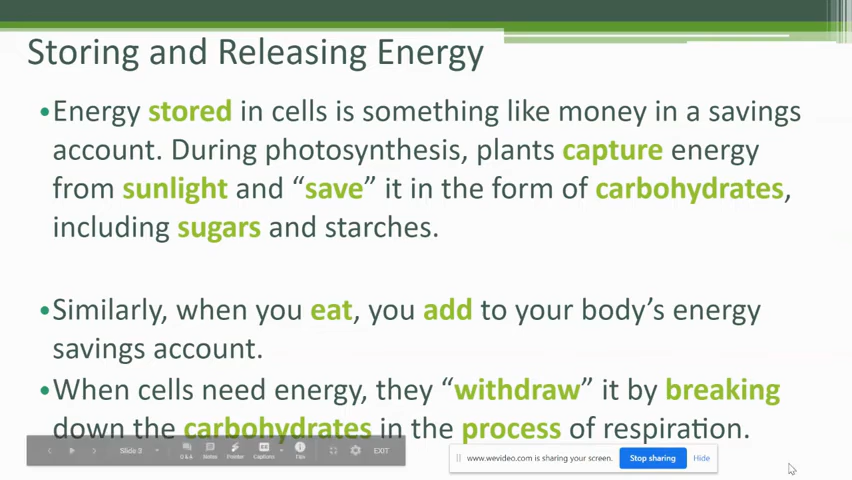 Storing and Releasing Energy
•Energy stored in cells is something like money in a savings
account. During photosynthesis, plants capture energy
from sunlight and “save” it in the form of carbohydrates,
including sugars and starches.
•Similarly, when you eat, you add to your body’s energy
savings account.
•When cells need energy, they “withdraw” it by breaking
down the carbohydrates in the process of respiration.
Slide 3
Q & A
Notes
Pointer
Captions
Tips
EXIT
www.wevideo.com is sharing your screen.
Stop sharing
Hide